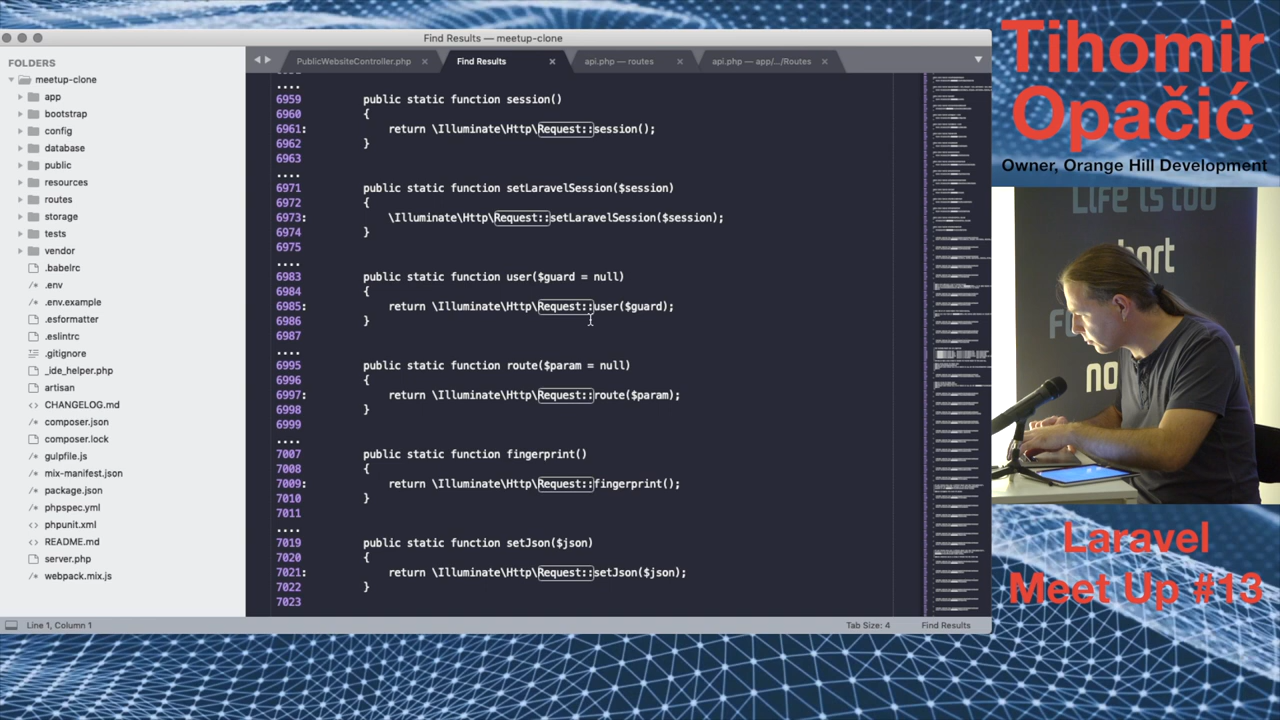 Find Results — meetup-clone
FOLDERS
meetup-clone
app
bootstrap
config
database
public
resources
routes
storage
tests
vendor
.babelrc
.env
.env.example
.esformatter
.eslintrc
.gitignore
_ide_helper.php
artisan
CHANGELOG.md
composer.json
composer.lock
gulpfile.js
mix-manifest.json
package.json
phpspec.yml
phpunit.xml
README.md
server.php
webpack.mix.js
PublicWebsiteController.php
Find Results
api.php — routes
api.php — app/.../Routes
....
6959 public static function session()
6960 {
6961: return \Illuminate\Http\Request::session();
6962 }
6963
....
6971 public static function setLaravelSession($session)
6972 {
6973: \Illuminate\Http\Request::setLaravelSession($session);
6974 }
6975
....
6983 public static function user($guard = null)
6984 {
6985: return \Illuminate\Http\Request::user($guard);
6986 }
6987
....
6995 public static function route($param = null)
6996 {
6997: return \Illuminate\Http\Request::route($param);
6998 }
6999
....
7007 public static function fingerprint()
7008 {
7009: return \Illuminate\Http\Request::fingerprint();
7010 }
7011
....
7019 public static function setJson($json)
7020 {
7021: return \Illuminate\Http\Request::setJson($json);
7022 }
7023
Line 1, Column 1
Tab Size: 4
Find Results
Tihomir
Opačić
Owner, Orange Hill Development
Life is too
short
no
Laravel
Meet Up #13